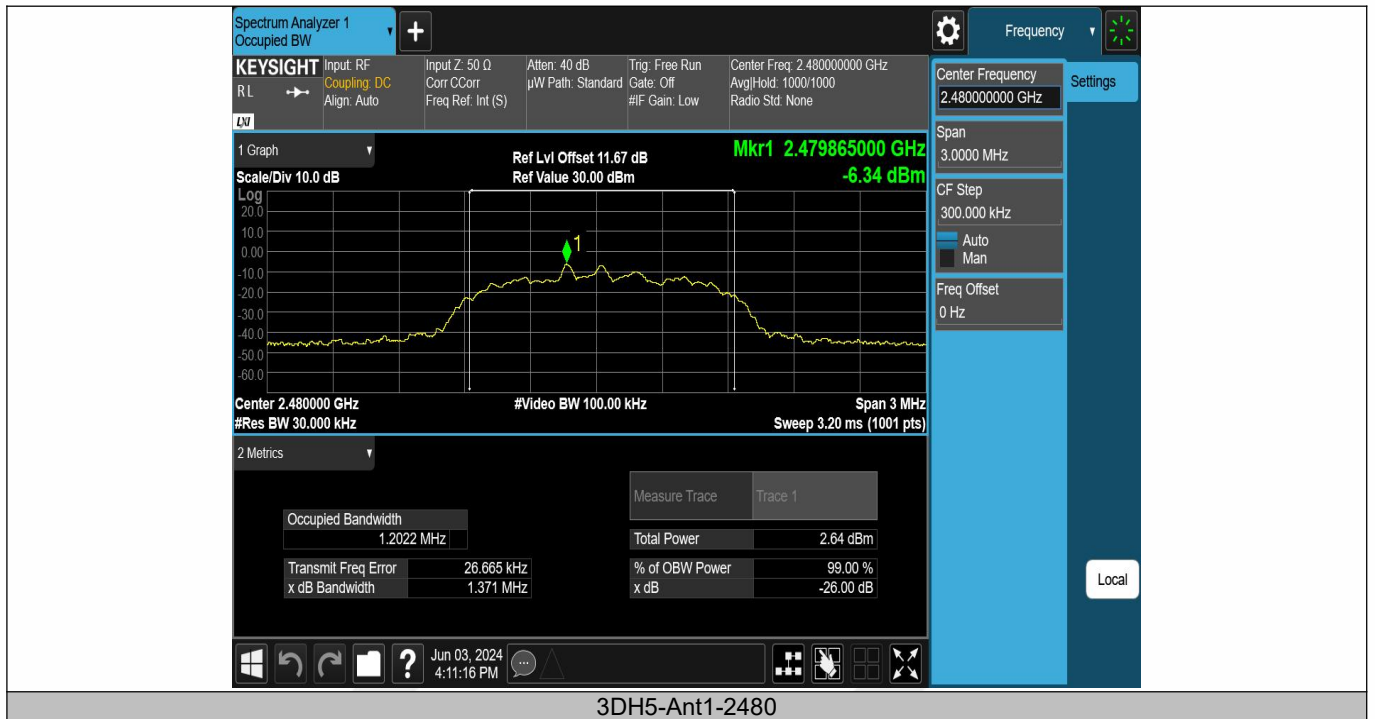 Spectrum Analyzer 1
Occupied BW
Frequency
KEYSIGHT
RL
LXI
Input: RF
Coupling: DC
Align: Auto
Input Z: 50 Ω
Corr CCorr
Freq Ref: Int (S)
Atten: 40 dB
µW Path: Standard
Trig: Free Run
Gate: Off
#IF Gain: Low
Center Freq: 2.480000000 GHz
Avg|Hold: 1000/1000
Radio Std: None
1 Graph
Scale/Div 10.0 dB
Ref Lvl Offset 11.67 dB
Ref Value 30.00 dBm
Mkr1 2.479865000 GHz
-6.34 dBm
Log
20.0
10.0
0.00
-10.0
-20.0
-30.0
-40.0
-50.0
-60.0
1
Center 2.480000 GHz
#Video BW 100.00 kHz
Span 3 MHz
#Res BW 30.000 kHz
Sweep 3.20 ms (1001 pts)
2 Metrics
Measure Trace Trace 1
Occupied Bandwidth
1.2022 MHz
Total Power 2.64 dBm
Transmit Freq Error 26.665 kHz
% of OBW Power 99.00 %
x dB Bandwidth 1.371 MHz
x dB -26.00 dB
Center Frequency
2.480000000 GHz
Settings
Span
3.0000 MHz
CF Step
300.000 kHz
Auto
Man
Freq Offset
0 Hz
Local
?
Jun 03, 2024
4:11:16 PM
3DH5-Ant1-2480